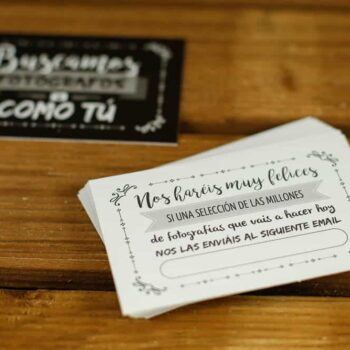 Buscamos
FOTÓGRAFOS
COMO TÚ
Nos haréis muy felices
SI UNA SELECCIÓN DE LAS MILLONES
de fotografías que vais a hacer hoy
NOS LAS ENVIÁIS AL SIGUIENTE EMAIL